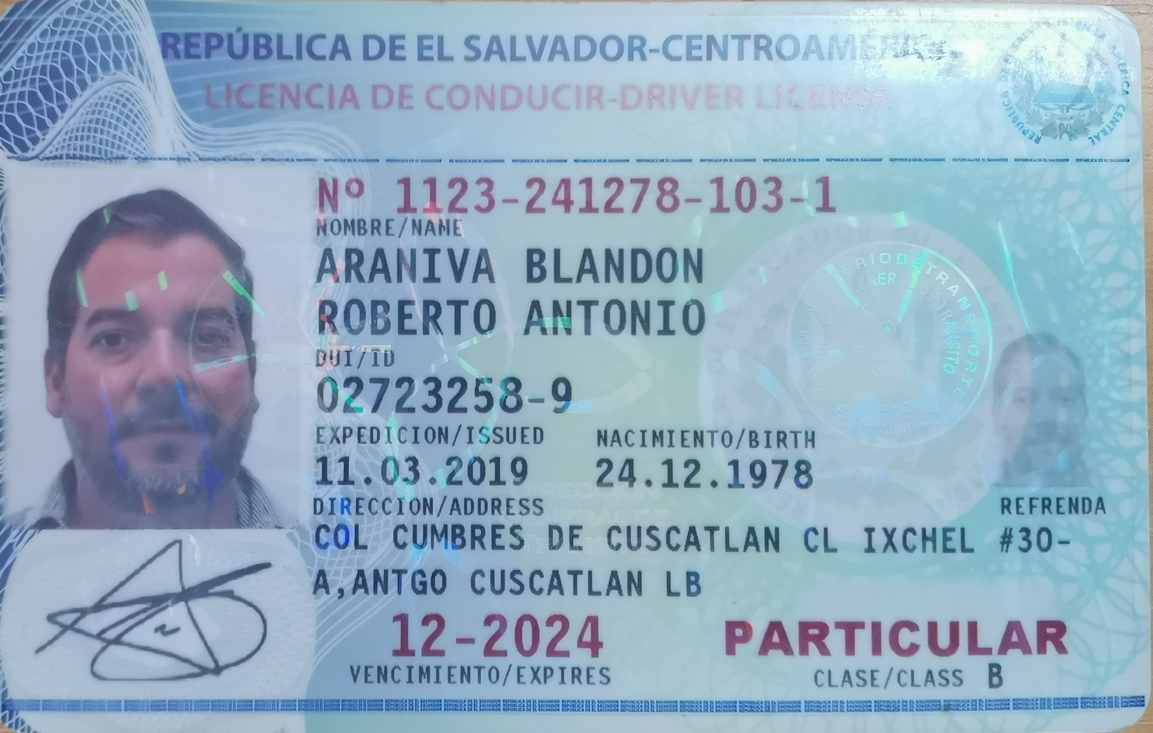 REPÚBLICA DE EL SALVADOR-CENTROAMERICA
LICENCIA DE CONDUCIR-DRIVER LICENSE
Nº 1123-241278-103-1
NOMBRE/NAME
ARANIVA BLANDON
ROBERTO ANTONIO
DUI/ID
02723258-9
EXPEDICION/ISSUED NACIMIENTO/BIRTH
11.03.2019 24.12.1978
DIRECCION/ADDRESS REFRENDA
COL CUMBRES DE CUSCATLAN CL IXCHEL #30-
A,ANTGO CUSCATLAN LB
12-2024 PARTICULAR
VENCIMIENTO/EXPIRES CLASE/CLASS B